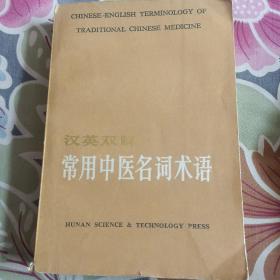 CHINESE-ENGLISH TERMINOLOGY OF
TRADITIONAL CHINESE MEDICINE
汉英双解
常用中医名词术语
HUNAN SCIENCE & TECHNOLOGY PRESS